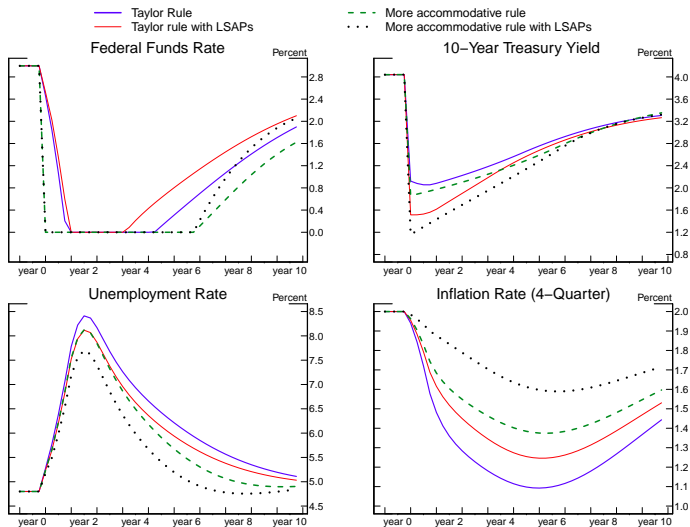 Taylor Rule
Taylor rule with LSAPs
More accommodative rule
More accommodative rule with LSAPs
Federal Funds Rate
Percent
2.8
2.4
2.0
1.6
1.2
0.8
0.4
0.0
year 0 year 2 year 4 year 6 year 8 year 10
10−Year Treasury Yield
Percent
4.0
3.6
3.2
2.8
2.4
2.0
1.6
1.2
0.8
year 0 year 2 year 4 year 6 year 8 year 10
Unemployment Rate
Percent
8.5
8.0
7.5
7.0
6.5
6.0
5.5
5.0
4.5
year 0 year 2 year 4 year 6 year 8 year 10
Inflation Rate (4−Quarter)
Percent
2.0
1.9
1.8
1.7
1.6
1.5
1.4
1.3
1.2
1.1
1.0
year 0 year 2 year 4 year 6 year 8 year 10